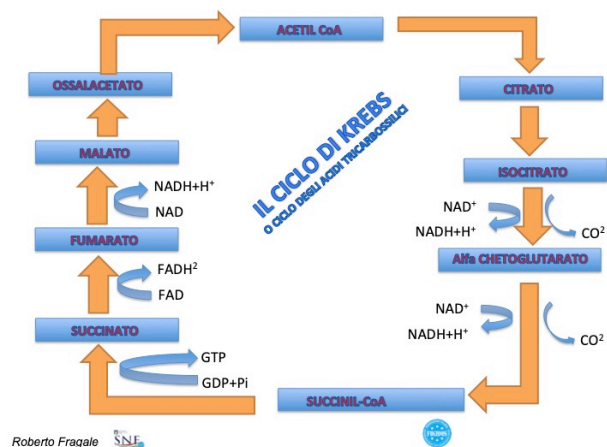 ACETIL CoA
OSSALACETATO
CITRATO
IL CICLO DI KREBS
O CICLO DEGLI ACIDI TRICARBOSSILICI
MALATO
ISOCITRATO
NADH+H⁺
NAD
NAD⁺
NADH+H⁺
CO²
FUMARATO
Alfa CHETOGLUTARATO
FADH²
FAD
NAD⁺
NADH+H⁺
CO²
SUCCINATO
GTP
GDP+Pi
SUCCINIL-CoA
Roberto Fragale
SNF